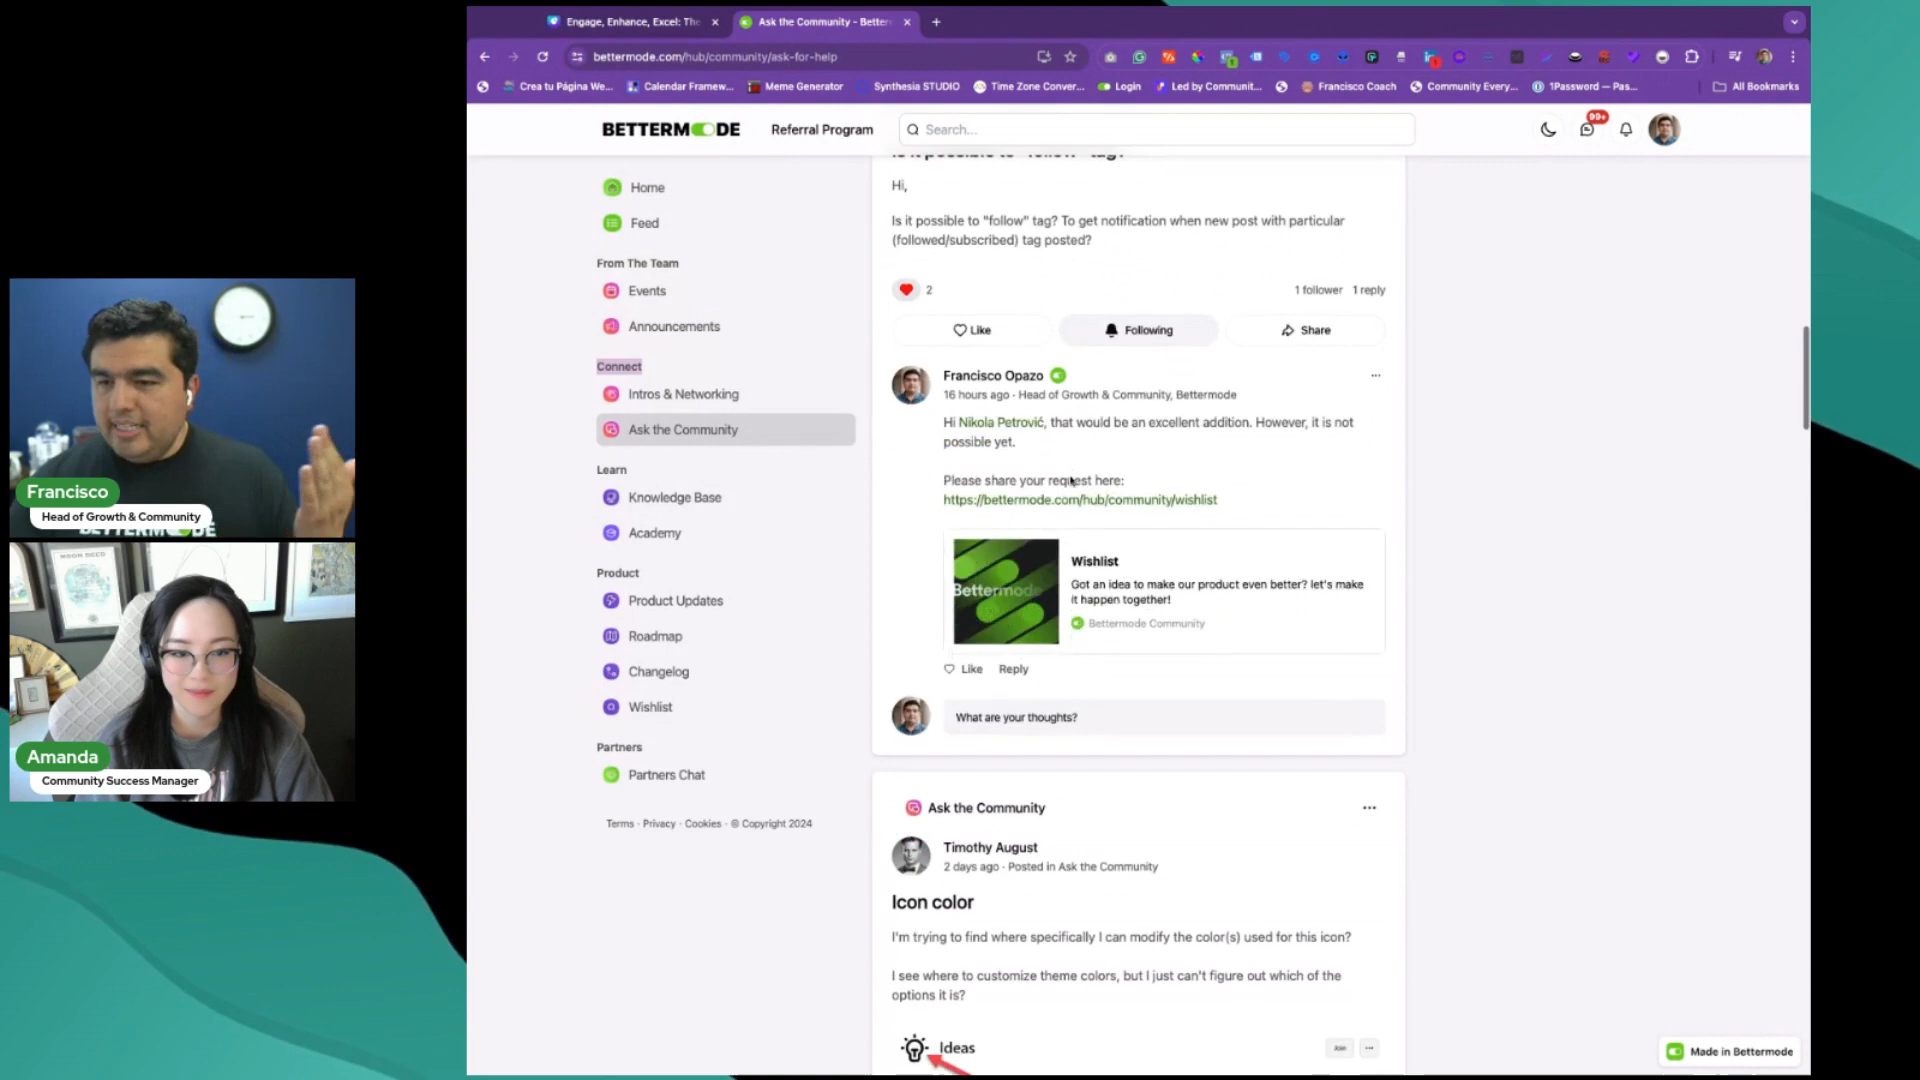 Engage, Enhance, Excel: The
Ask the Community - Better
bettermode.com/hub/community/ask-for-help
Crea tu Página We...
Calendar Framew...
Meme Generator
Synthesia STUDIO
Time Zone Conver...
Login
Led by Communit...
Francisco Coach
Community Every...
1Password — Pas...
All Bookmarks
BETTERMODE
Referral Program
Search...
99+
Home
Feed
From The Team
Events
Announcements
Connect
Intros & Networking
Ask the Community
Learn
Knowledge Base
Academy
Product
Product Updates
Roadmap
Changelog
Wishlist
Partners
Partners Chat
Terms · Privacy · Cookies · © Copyright 2024
Is it possible to "follow" tag?
Hi,
Is it possible to "follow" tag? To get notification when new post with particular
(followed/subscribed) tag posted?
2
1 follower 1 reply
Like
Following
Share
Francisco Opazo
16 hours ago · Head of Growth & Community, Bettermode
Hi Nikola Petrović, that would be an excellent addition. However, it is not
possible yet.
Please share your request here:
https://bettermode.com/hub/community/wishlist
Bettermode
Wishlist
Got an idea to make our product even better? let's make
it happen together!
Bettermode Community
Like Reply
What are your thoughts?
Ask the Community
Timothy August
2 days ago · Posted in Ask the Community
Icon color
I'm trying to find where specifically I can modify the color(s) used for this icon?
I see where to customize theme colors, but I just can't figure out which of the
options it is?
Ideas
Made in Bettermode
Francisco
Head of Growth & Community
BETTERMODE
MOON DEED
Amanda
Community Success Manager